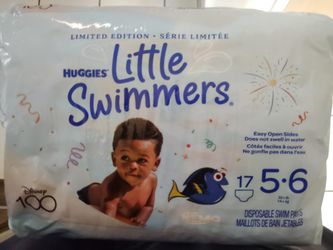 LIMITED EDITION • SÉRIE LIMITÉE
HUGGIES® Little
Swimmers®
Easy Open Sides
Does not swell in water
Côtés faciles à ouvrir
Ne gonfle pas dans l'eau
Disney
100
NEMO
17 5-6
DISPOSABLE SWIM PANTS
MAILLOTS DE BAIN JETABLES